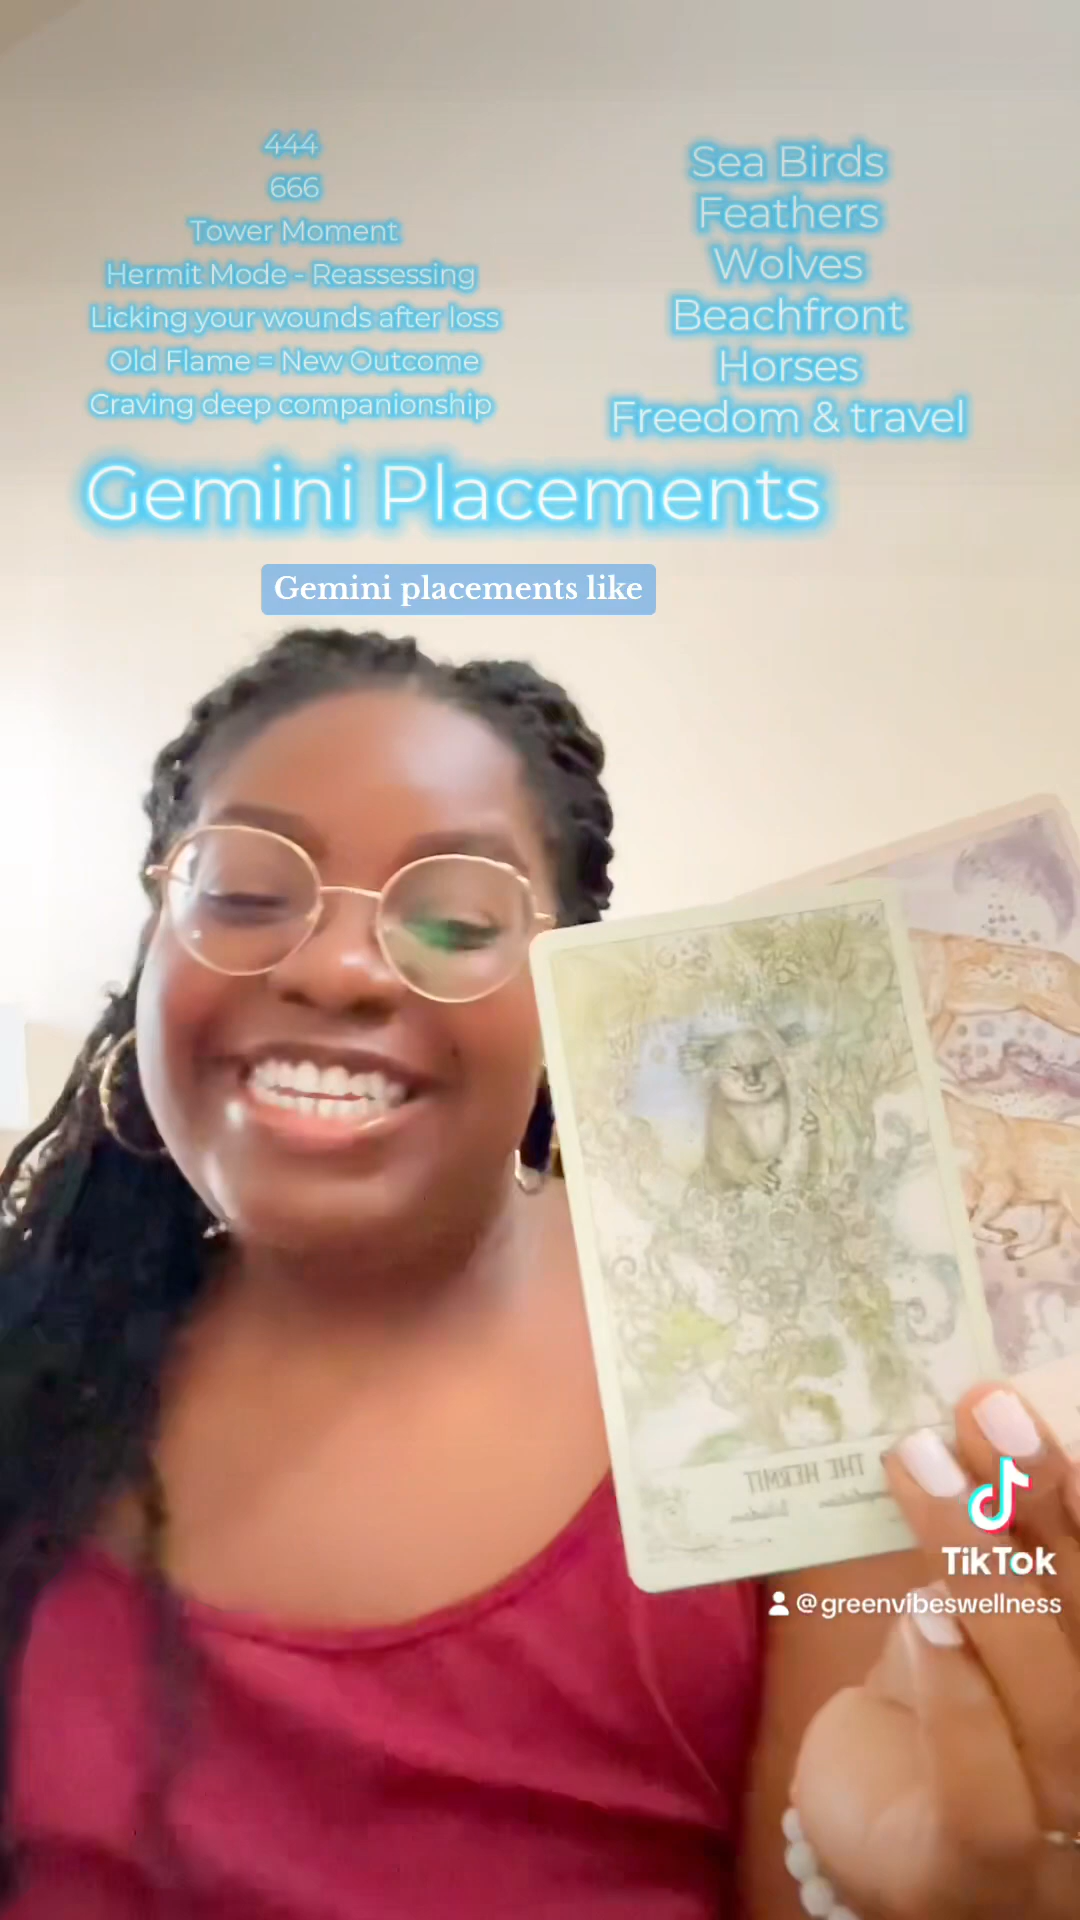 444
666
Tower Moment
Hermit Mode - Reassessing
Licking your wounds after loss
Old Flame = New Outcome
Craving deep companionship
Sea Birds
Feathers
Wolves
Beachfront
Horses
Freedom & travel
Gemini Placements
Gemini placements like
THE HERMIT
TikTok
@greenvibeswellness